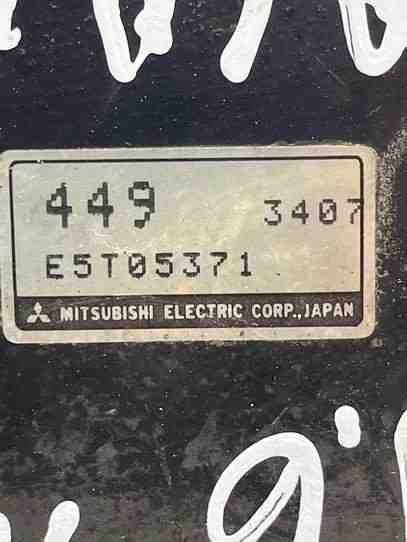 449 3407
E5T05371
MITSUBISHI ELECTRIC CORP., JAPAN